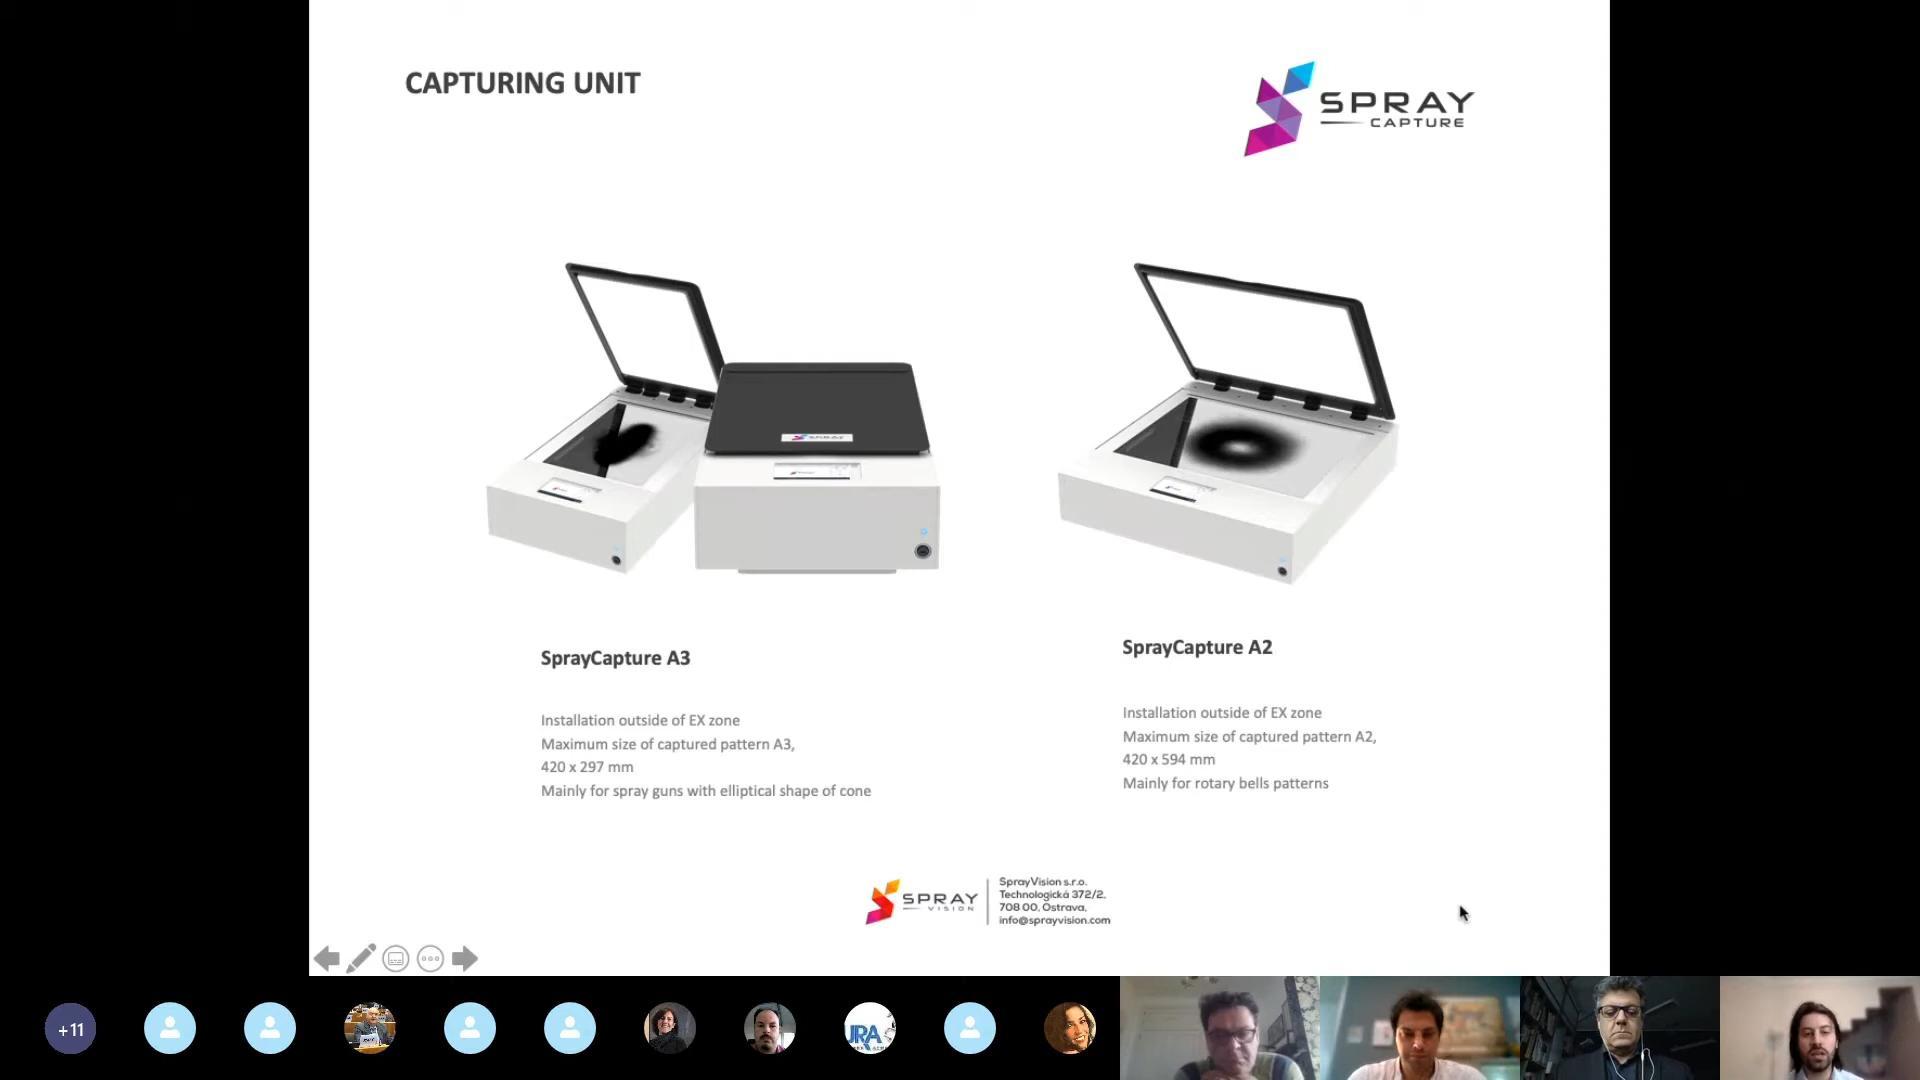 CAPTURING UNIT
SPRAY
CAPTURE
SPRAY
SprayCapture A3
Installation outside of EX zone
Maximum size of captured pattern A3,
420 x 297 mm
Mainly for spray guns with elliptical shape of cone
SprayCapture A2
Installation outside of EX zone
Maximum size of captured pattern A2,
420 x 594 mm
Mainly for rotary bells patterns
SPRAY
VISION
SprayVision s.r.o.
Technologická 372/2,
708 00, Ostrava,
info@sprayvision.com
+11
JRA